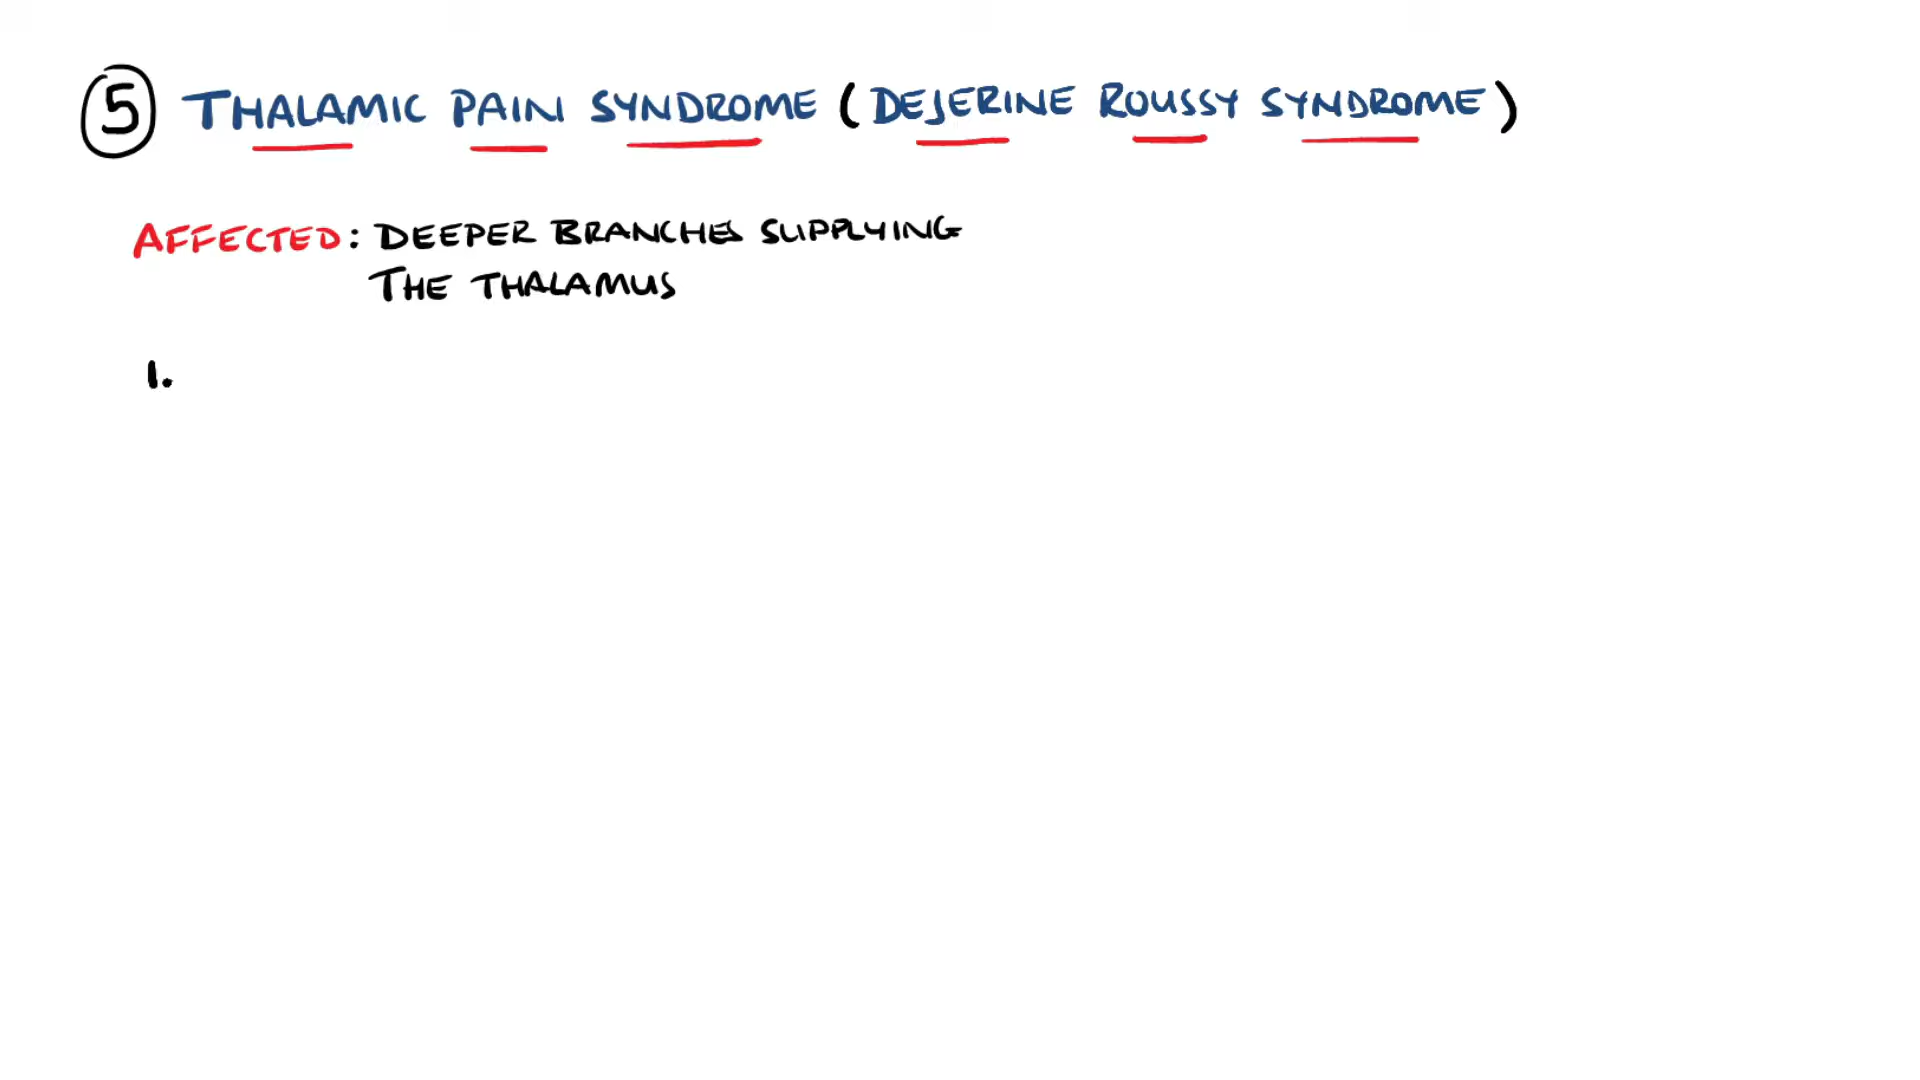 5 THALAMIC PAIN SYNDROME (DEJERINE ROUSSY SYNDROME)
AFFECTED: DEEPER BRANCHES SUPPLYING
THE THALAMUS
1.